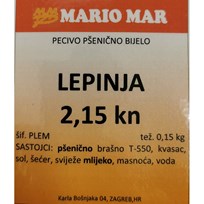 MARIO MAR
PECIVO PŠENIČNO BIJELO
LEPINJA
2,15 kn
šif. PLEM tež. 0,15 kg
SASTOJCI: pšenično brašno T-550, kvasac,
sol, šećer, svježe mlijeko, masnoća, voda
Karla Bošnjaka 04, ZAGREB,HR